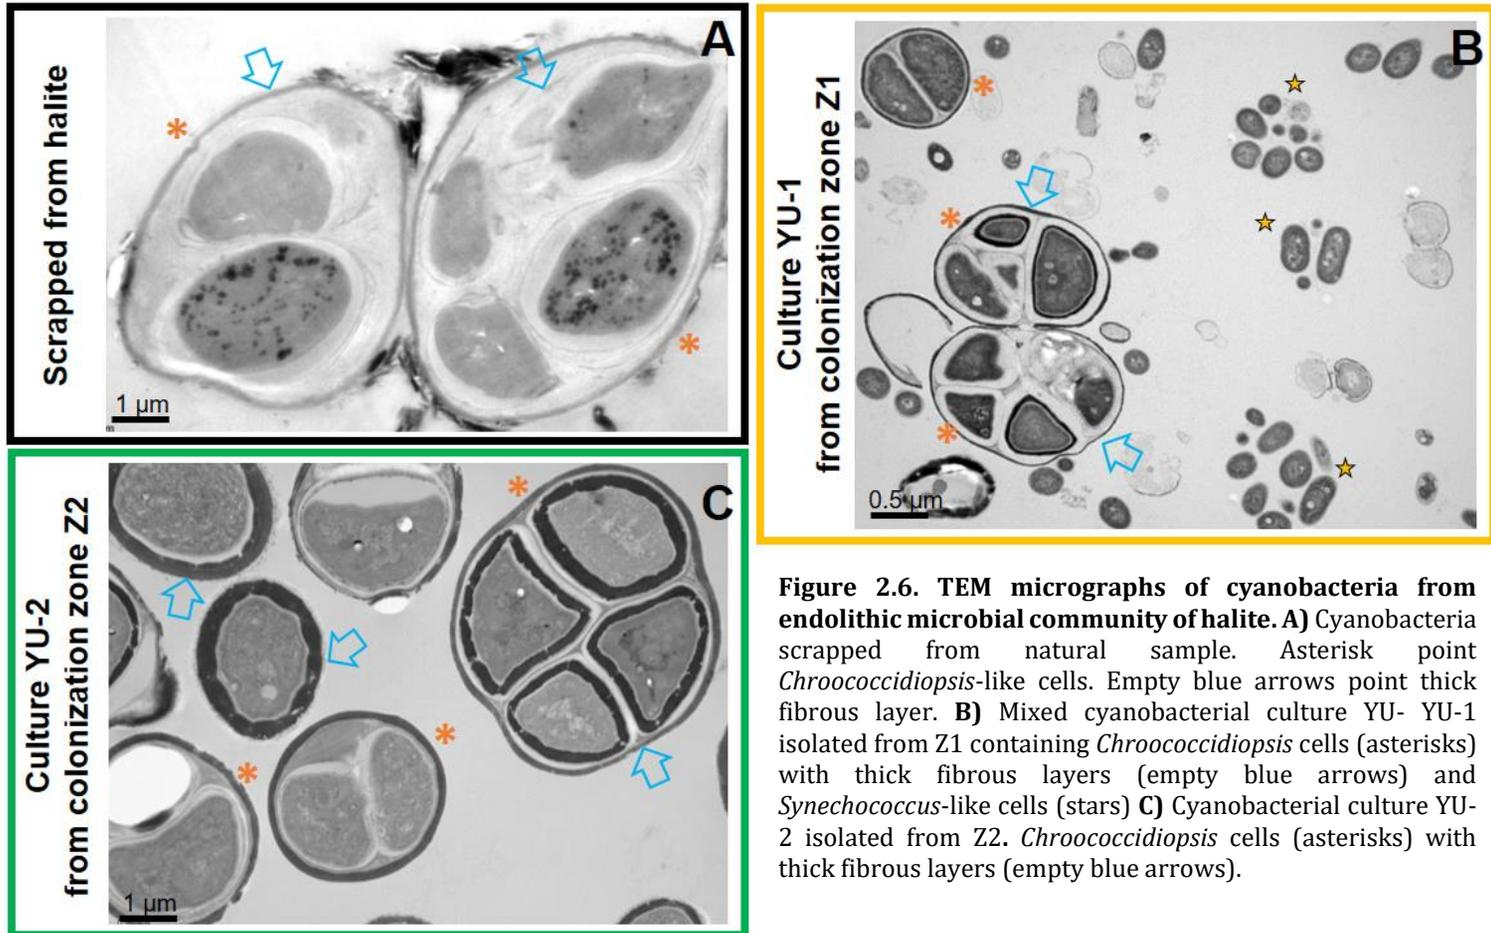 Scrapped from halite
A
1 µm
Culture YU-1
from colonization zone Z1
B
0.5 µm
Culture YU-2
from colonization zone Z2
C
1 µm
Figure 2.6. TEM micrographs of cyanobacteria from
endolithic microbial community of halite. A) Cyanobacteria
scrapped from natural sample. Asterisk point
Chroococcidiopsis-like cells. Empty blue arrows point thick
fibrous layer. B) Mixed cyanobacterial culture YU- YU-1
isolated from Z1 containing Chroococcidiopsis cells (asterisks)
with thick fibrous layers (empty blue arrows) and
Synechococcus-like cells (stars) C) Cyanobacterial culture YU-
2 isolated from Z2. Chroococcidiopsis cells (asterisks) with
thick fibrous layers (empty blue arrows).